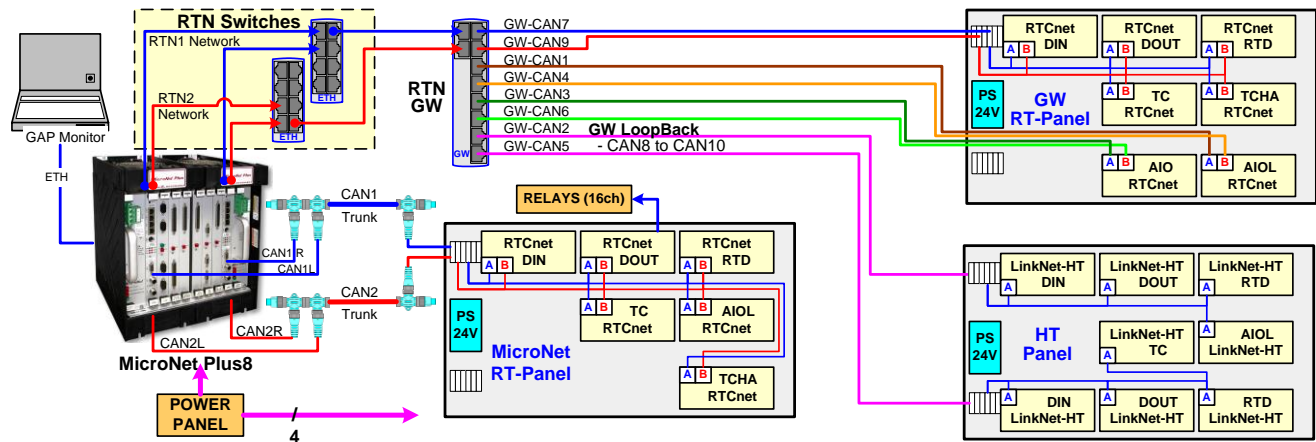 RTN Switches
RTN1 Network
RTN2
Network
ETH
ETH
GAP Monitor
ETH
MicroNet Plus
MicroNet Plus
MicroNet Plus8
POWER
PANEL
4
CAN1
Trunk
CAN1R
CAN1L
CAN2
Trunk
CAN2R
CAN2L
RTN
GW
GW
GW-CAN7
GW-CAN9
GW-CAN1
GW-CAN4
GW-CAN3
GW-CAN6
GW-CAN2
GW-CAN5
GW LoopBack
- CAN8 to CAN10
RELAYS (16ch)
RTCnet
DIN
A B
RTCnet
DOUT
A B
RTCnet
RTD
A B
PS
24V
A B
TC
RTCnet
A B
AIOL
RTCnet
MicroNet
RT-Panel
A B
TCHA
RTCnet
RTCnet
DIN
A B
RTCnet
DOUT
A B
RTCnet
RTD
A B
PS
24V
GW
RT-Panel
A B
TC
RTCnet
A B
TCHA
RTCnet
A B
AIO
RTCnet
A B
AIOL
RTCnet
LinkNet-HT
DIN
A
LinkNet-HT
DOUT
A
LinkNet-HT
RTD
A
PS
24V
HT
Panel
LinkNet-HT
TC
A
A
AIOL
LinkNet-HT
A
DIN
LinkNet-HT
A
DOUT
LinkNet-HT
A
RTD
LinkNet-HT